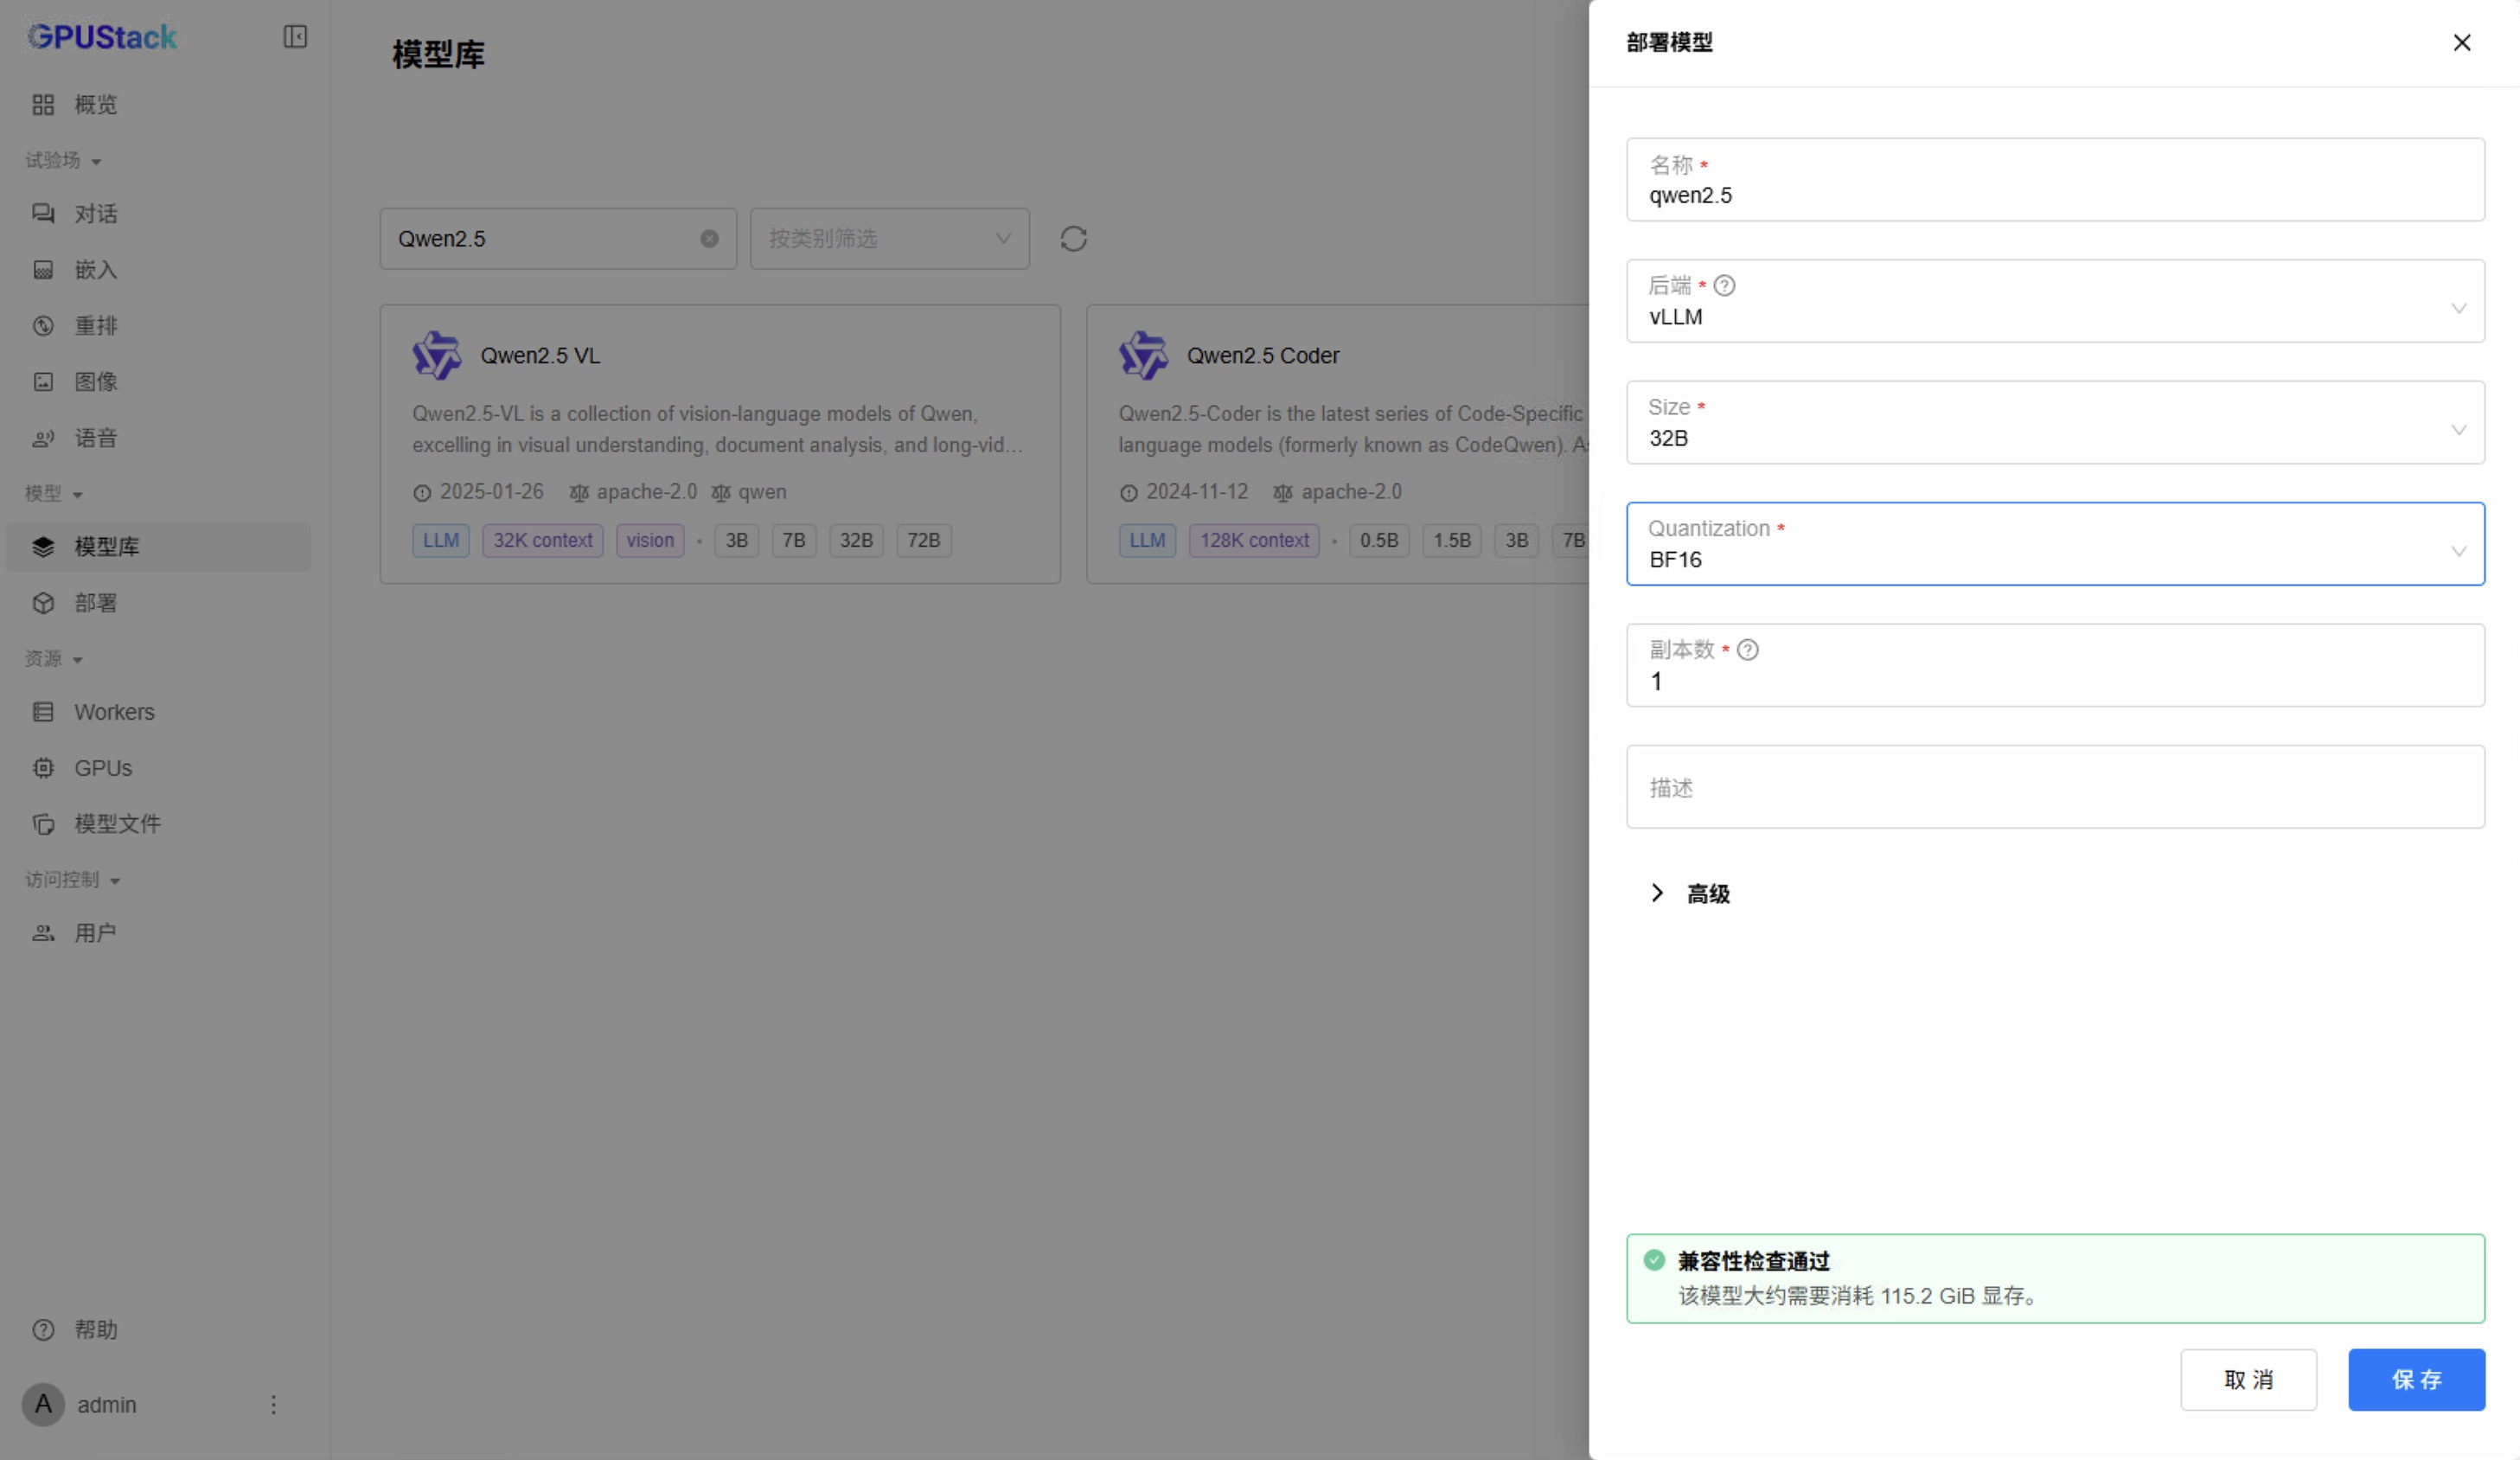 GPUStack
概览
试验场
对话
嵌入
重排
图像
语音
模型
模型库
部署
资源
Workers
GPUs
模型文件
访问控制
用户
帮助
A admin
模型库
Qwen2.5
按类别筛选
Qwen2.5 VL
Qwen2.5-VL is a collection of vision-language models of Qwen,
excelling in visual understanding, document analysis, and long-vid...
2025-01-26 apache-2.0 qwen
LLM 32K context vision • 3B 7B 32B 72B
Qwen2.5 Coder
Qwen2.5-Coder is the latest series of Code-Specific
language models (formerly known as CodeQwen). As
2024-11-12 apache-2.0
LLM 128K context • 0.5B 1.5B 3B 7B
部署模型
名称 *
qwen2.5
后端 *
vLLM
Size *
32B
Quantization *
BF16
副本数 *
1
描述
高级
兼容性检查通过
该模型大约需要消耗 115.2 GiB 显存。
取 消
保 存